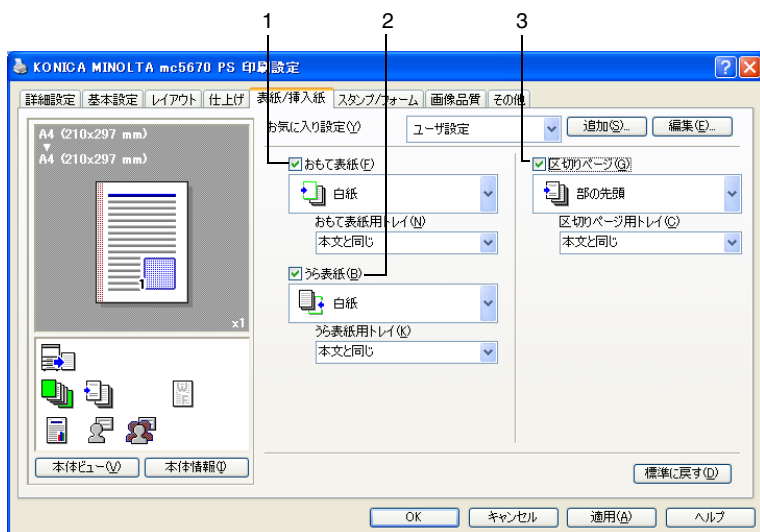 1 2 3
KONICA MINOLTA mc5670 PS 印刷設定
詳細設定 基本設定 レイアウト 仕上げ 表紙/挿入紙 スタンプ/フォーム 画像品質 その他
A4 (210x297 mm)
A4 (210x297 mm)
1
x1
本体ビュー(V) 本体情報(I)
お気に入り設定(Y) ユーザ設定 追加(S)... 編集(E)...
おもて表紙(F)
白紙
おもて表紙用トレイ(N)
本文と同じ
うら表紙(B)
白紙
うら表紙用トレイ(K)
本文と同じ
区切りページ(G)
部の先頭
区切りページ用トレイ(C)
本文と同じ
標準に戻す(D)
OK キャンセル 適用(A) ヘルプ